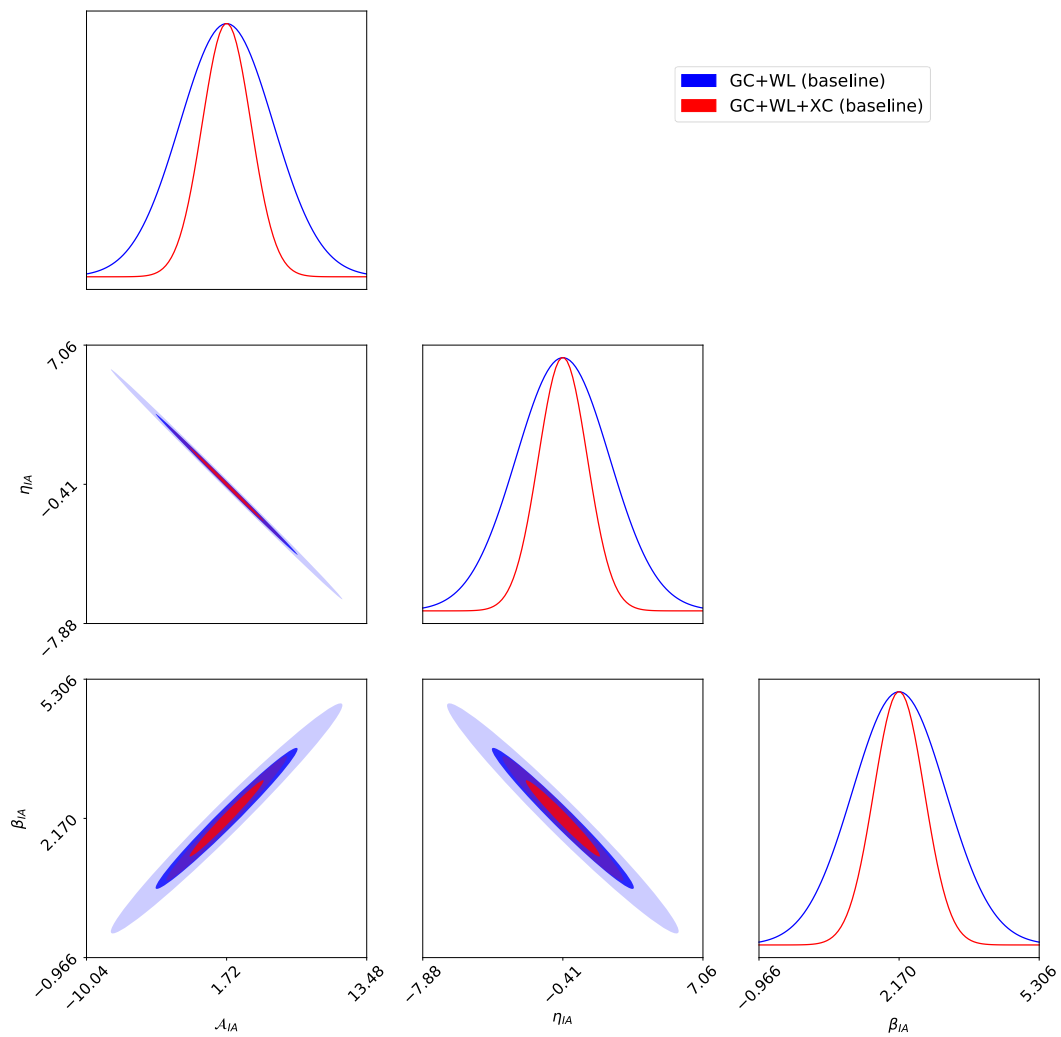 GC+WL (baseline)
GC+WL+XC (baseline)
7.06
η_IA
−0.41
−7.88
5.306
β_IA
2.170
−0.966
−10.04
1.72
13.48
𝒜_IA
−7.88
−0.41
7.06
η_IA
−0.966
2.170
5.306
β_IA